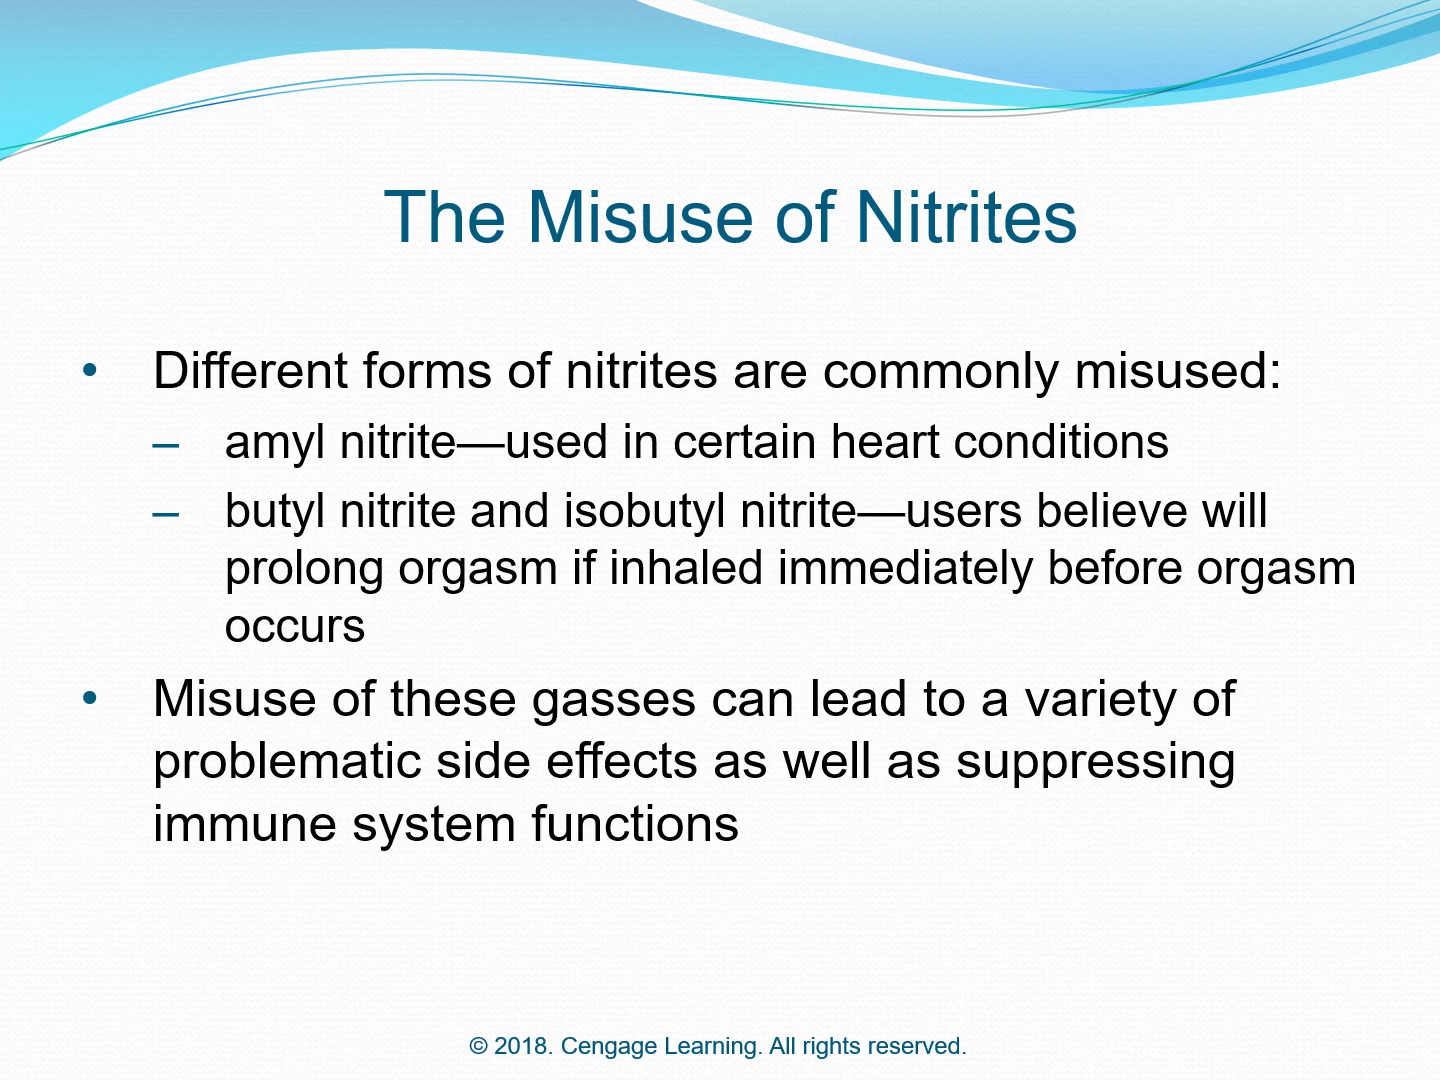 The Misuse of Nitrites
• Different forms of nitrites are commonly misused:
– amyl nitrite—used in certain heart conditions
– butyl nitrite and isobutyl nitrite—users believe will
prolong orgasm if inhaled immediately before orgasm
occurs
• Misuse of these gasses can lead to a variety of
problematic side effects as well as suppressing
immune system functions
© 2018. Cengage Learning. All rights reserved.